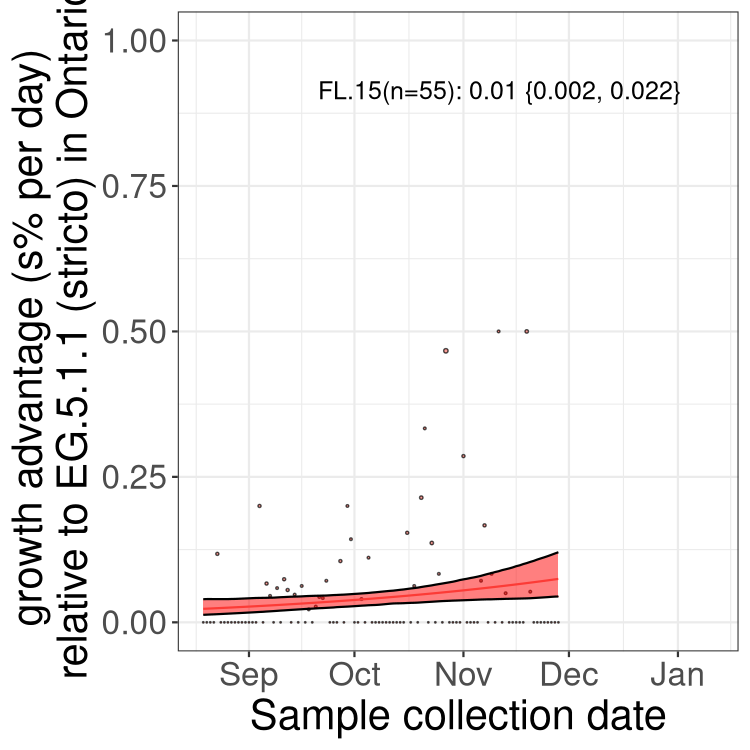 growth advantage (s% per day)
relative to EG.5.1.1 (stricto) in Ontario
1.00
0.75
0.50
0.25
0.00
FL.15(n=55): 0.01 {0.002, 0.022}
Sep
Oct
Nov
Dec
Jan
Sample collection date